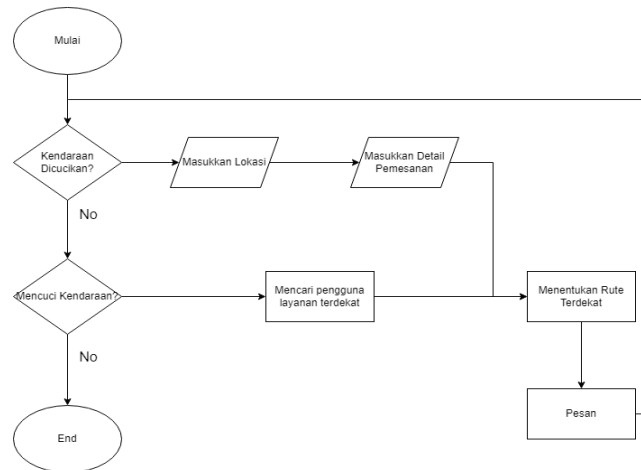 Mulai
Kendaraan
Dicucikan?
Masukkan Lokasi
Masukkan Detail
Pemesanan
No
Mencuci Kendaraan?
Mencari pengguna
layanan terdekat
Menentukan Rute
Terdekat
No
End
Pesan